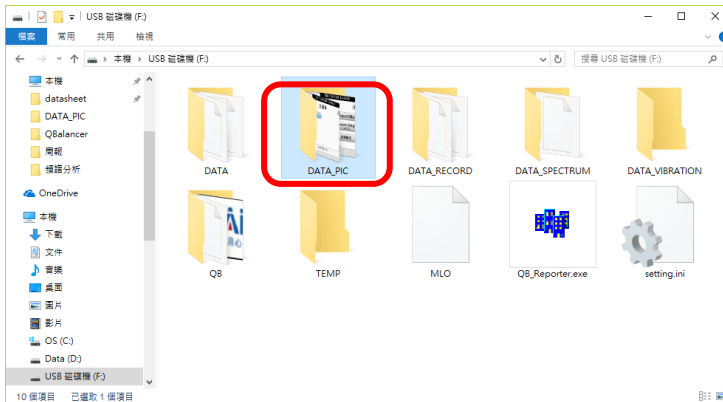 USB 磁碟機 (F:)
檔案 常用 共用 檢視
本機 › USB 磁碟機 (F:)
搜尋 USB 磁碟機 (F:)
本機
datasheet
DATA_PIC
QBalancer
周報
頻譜分析
OneDrive
本機
下載
文件
音樂
桌面
圖片
影片
OS (C:)
Data (D:)
USB 磁碟機 (F:)
DATA DATA_PIC DATA_RECORD DATA_SPECTRUM DATA_VIBRATION
QB TEMP MLO QB_Reporter.exe setting.ini
10 個項目 已選取 1 個項目